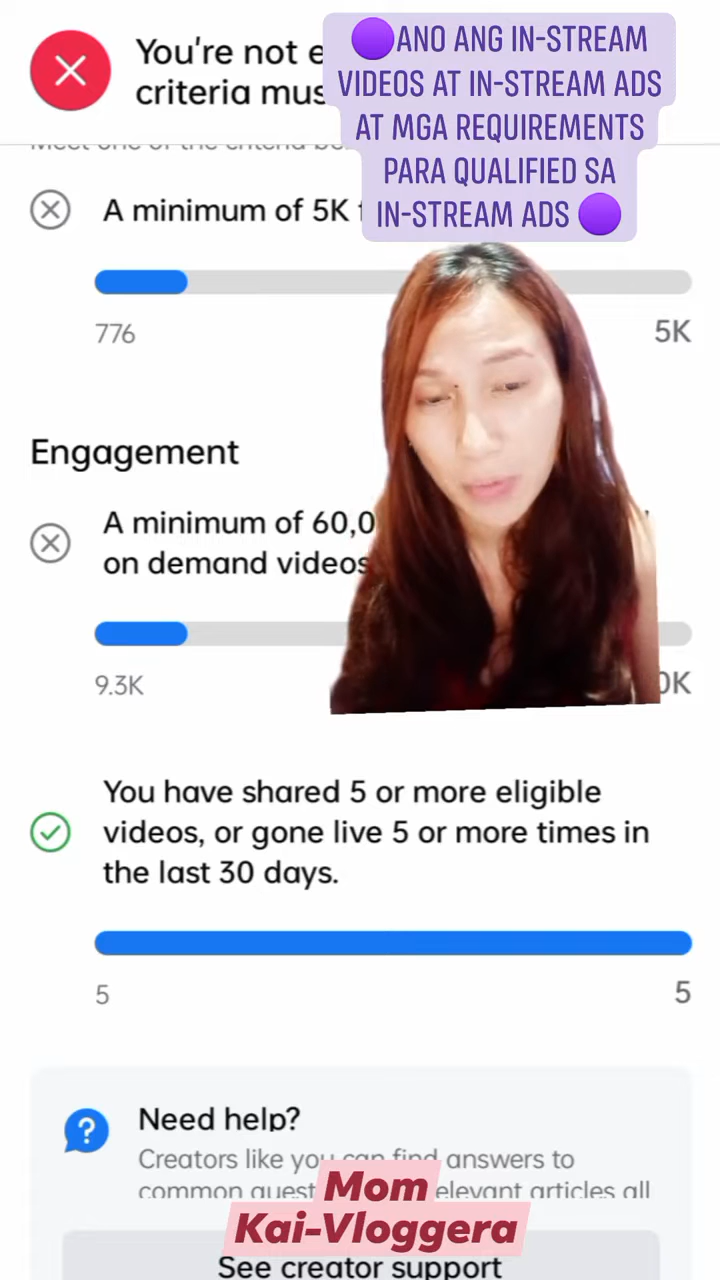 You're not e
criteria mus
ANO ANG IN-STREAM
VIDEOS AT IN-STREAM ADS
AT MGA REQUIREMENTS
PARA QUALIFIED SA
IN-STREAM ADS
A minimum of 5K
776
5K
Engagement
A minimum of 60,0
on demand videos
9.3K
0K
You have shared 5 or more eligible
videos, or gone live 5 or more times in
the last 30 days.
5
5
Need help?
Creators like you can find answers to
common quest elevant articles all
Mom
Kai-Vloggera
See creator support